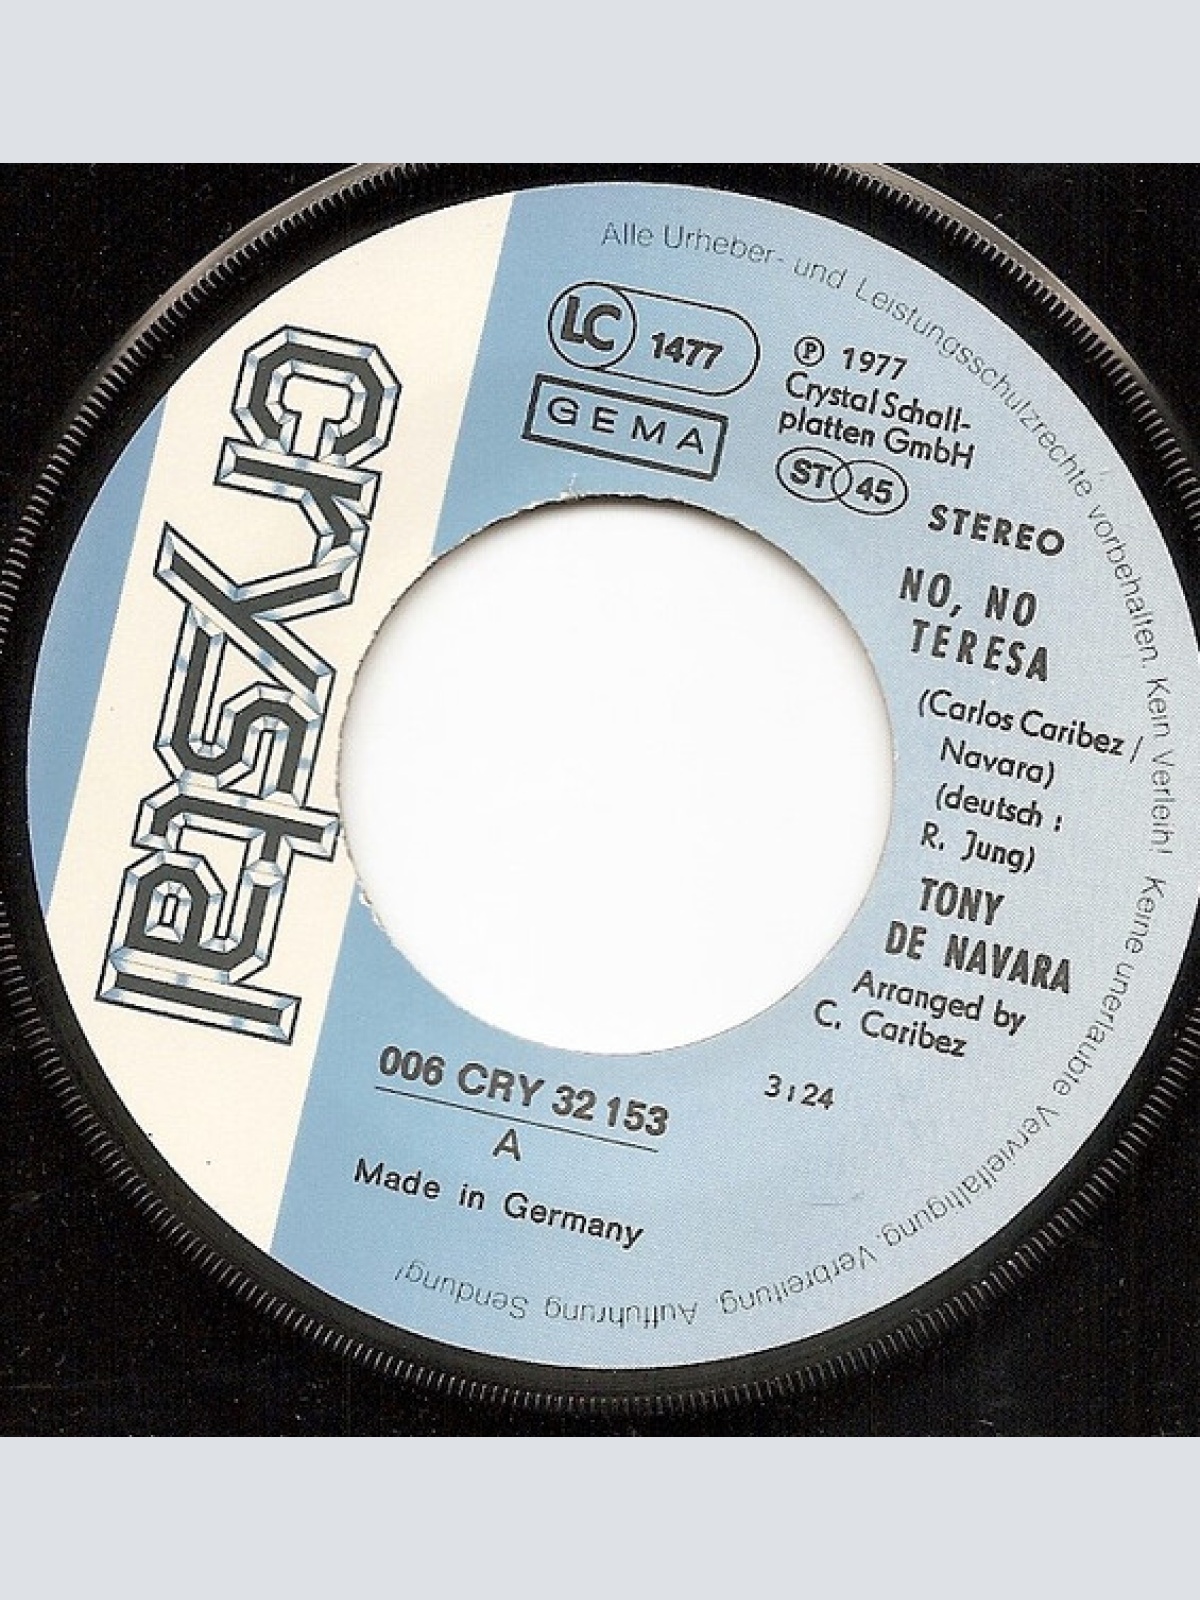 crystal
Alle Urheber- und Leistungsschutzrechte vorbehalten. Kein Verleih! Keine unerlaubte Vervielfältigung, Verbreitung, Aufführung, Sendung!
LC 1477
GEMA
Ⓟ 1977
Crystal Schall-
platten GmbH
ST 45
STEREO
NO, NO
TERESA
(Carlos Caribez /
Navara)
(deutsch :
R. Jung)
TONY
DE NAVARA
Arranged by
C. Caribez
3:24
006 CRY 32 153
A
Made in Germany